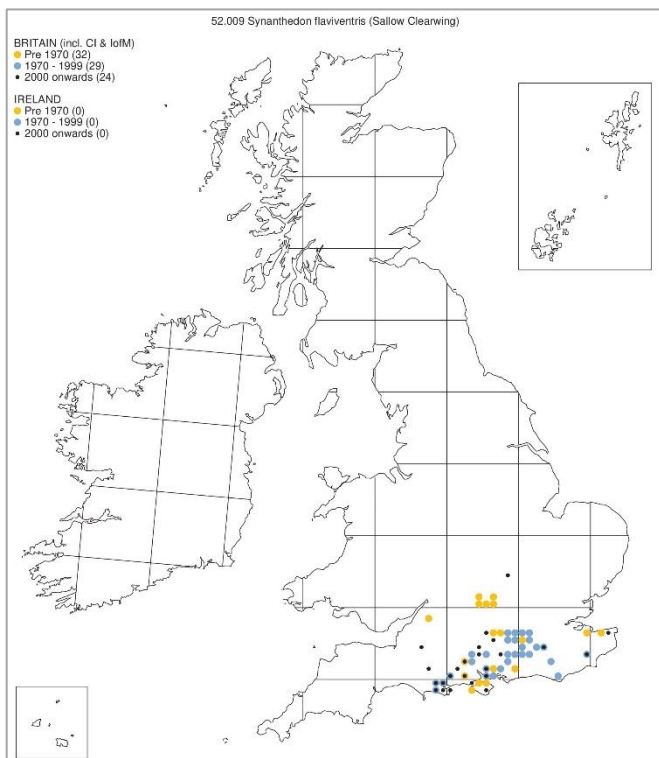 52.009 Synanthedon flaviventris (Sallow Clearwing)
BRITAIN (incl. CI & IofM)
Pre 1970 (32)
1970 - 1999 (29)
2000 onwards (24)
IRELAND
Pre 1970 (0)
1970 - 1999 (0)
2000 onwards (0)